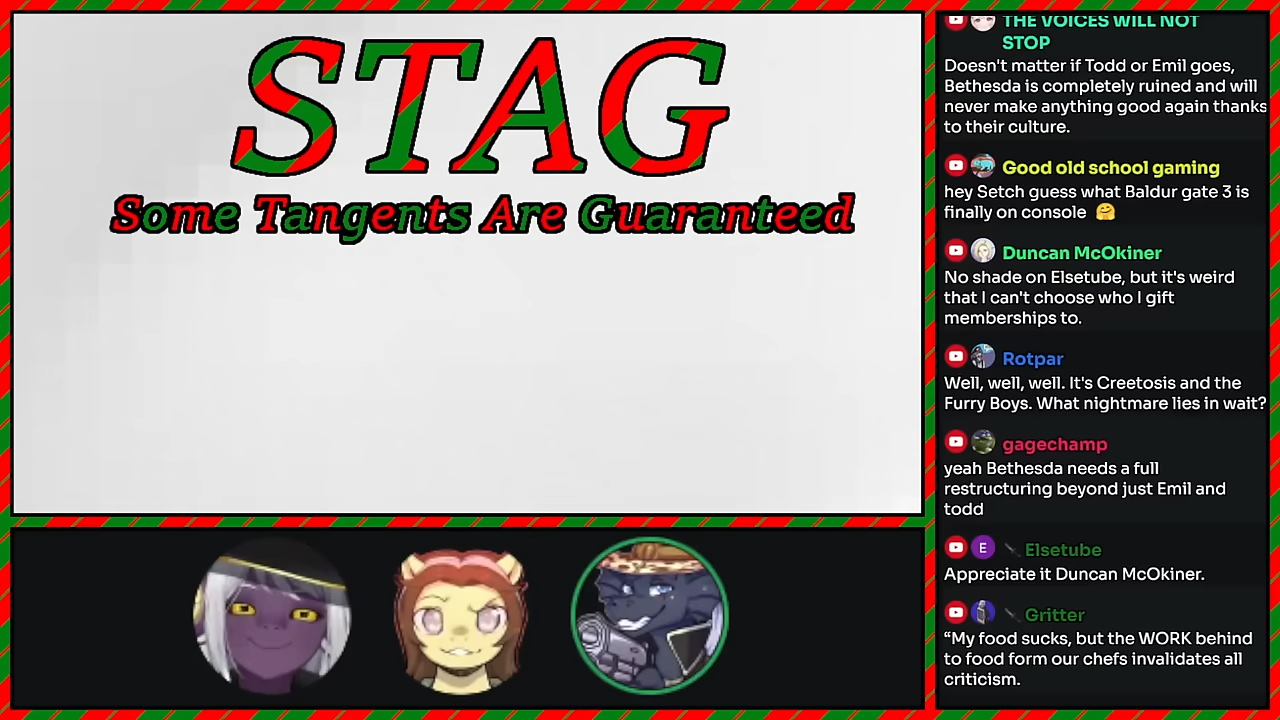 STAG
Some Tangents Are Guaranteed
THE VOICES WILL NOT
STOP
Doesn't matter if Todd or Emil goes,
Bethesda is completely ruined and will
never make anything good again thanks
to their culture.
Good old school gaming
hey Setch guess what Baldur gate 3 is
finally on console 🤗
Duncan McOkiner
No shade on Elsetube, but it's weird
that I can't choose who I gift
memberships to.
Rotpar
Well, well, well. It's Creetosis and the
Furry Boys. What nightmare lies in wait?
gagechamp
yeah Bethesda needs a full
restructuring beyond just Emil and
todd
E
Elsetube
Appreciate it Duncan McOkiner.
Gritter
“My food sucks, but the WORK behind
to food form our chefs invalidates all
criticism.